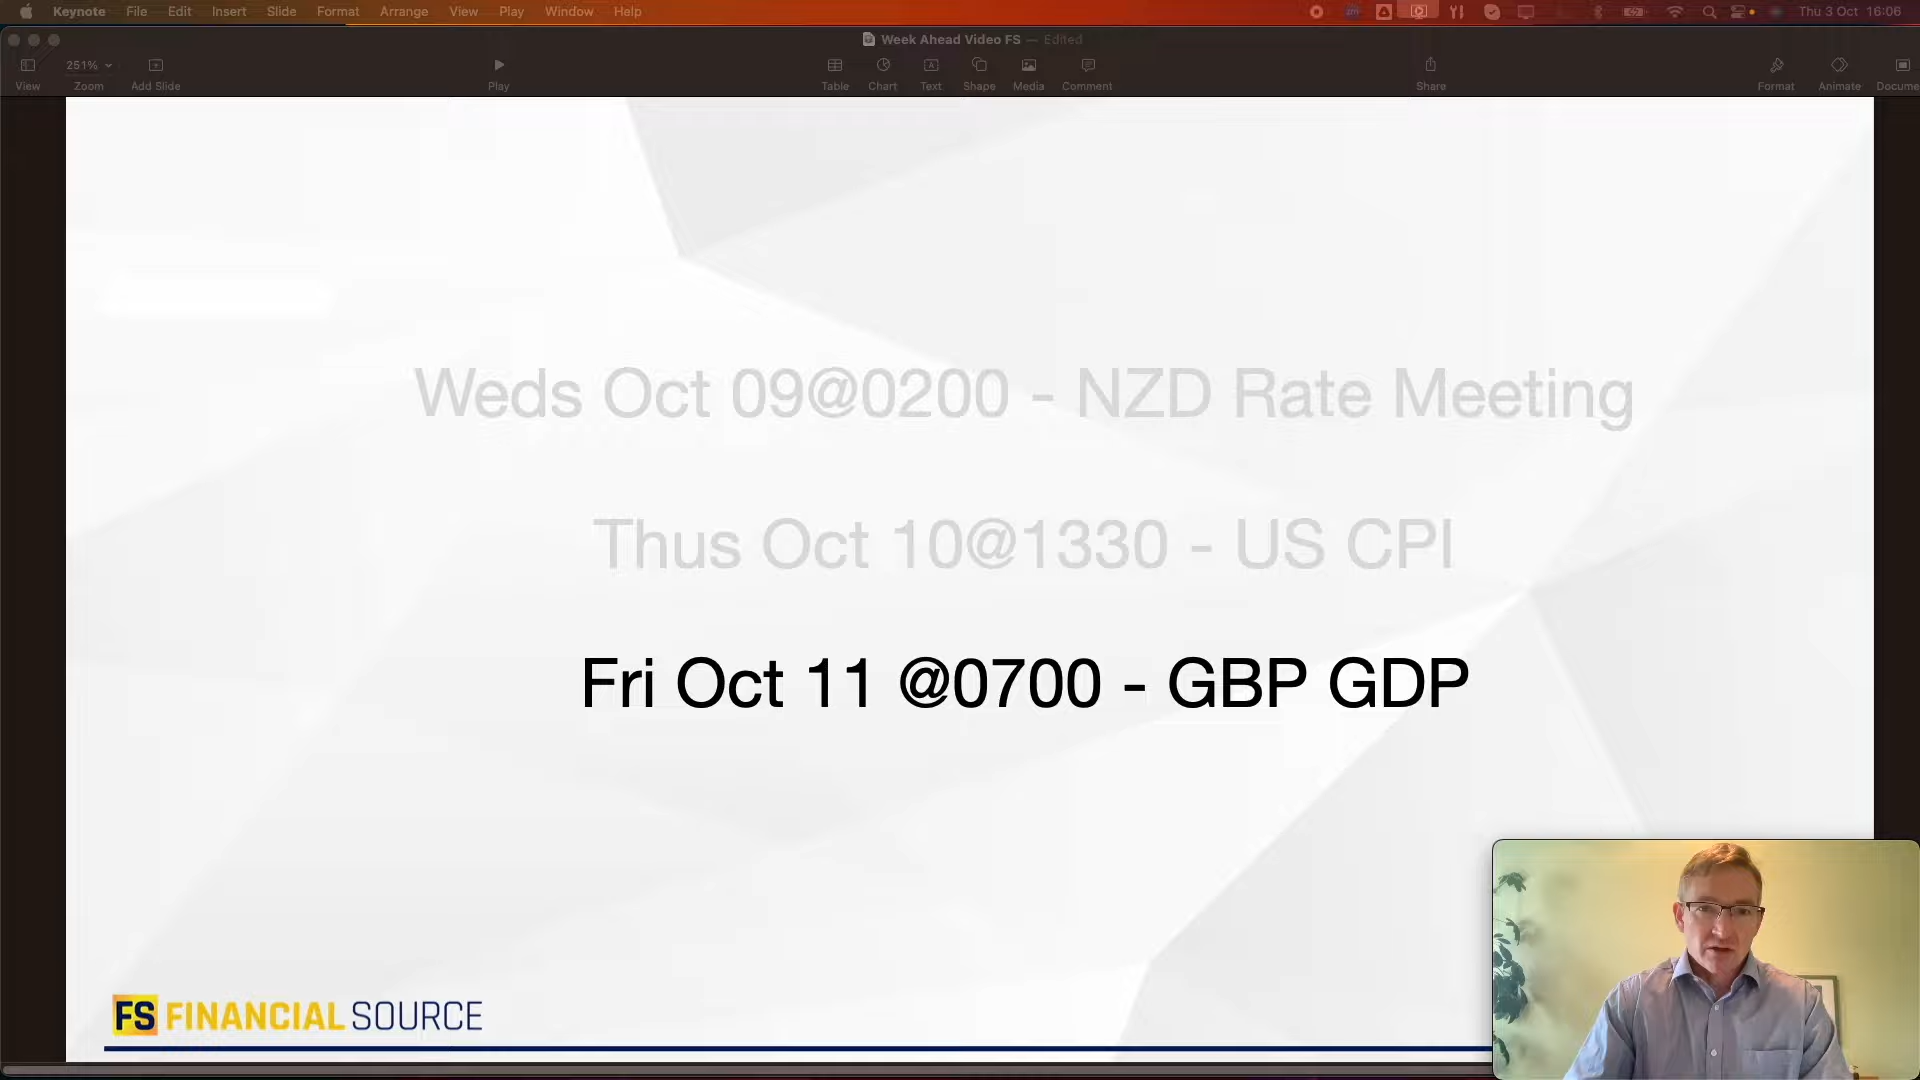 Keynote File Edit Insert Slide Format Arrange View Play Window Help Thu 3 Oct 16:06
Week Ahead Video FS — Edited
251%
View Zoom Add Slide Play Table Chart Text Shape Media Comment Share Format Animate Docume
Weds Oct 09@0200 - NZD Rate Meeting
Thus Oct 10@1330 - US CPI
Fri Oct 11 @0700 - GBP GDP
FS FINANCIAL SOURCE